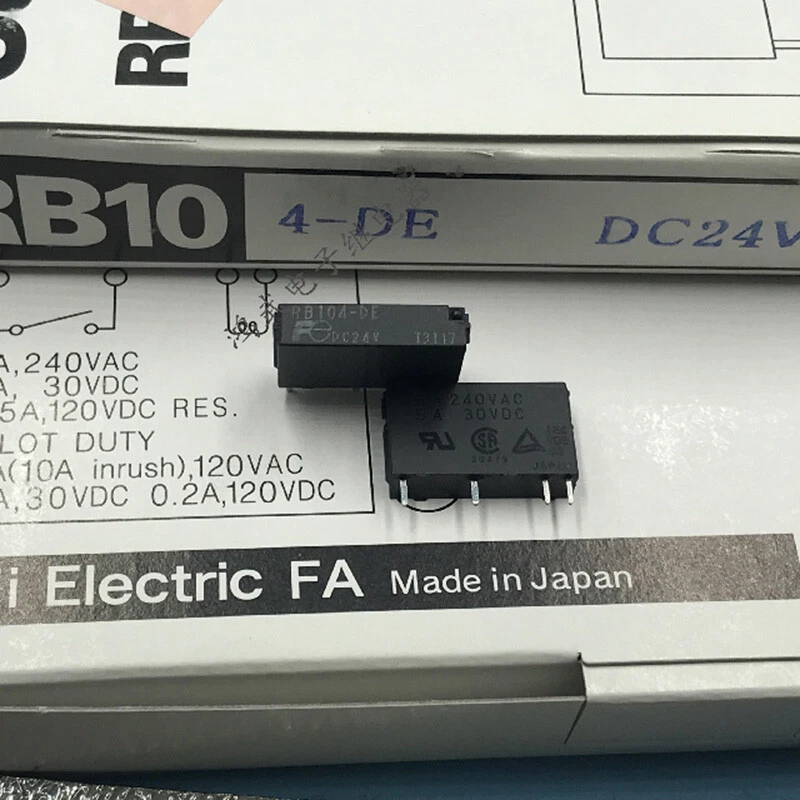 RB10 4-DE DC24V
A,240VAC
A, 30VDC
5A,120VDC RES.
LOT DUTY
A(10A inrush),120VAC
A,30VDC 0.2A,120VDC
RB104-DE
DC24V T3117
240VAC
5A 30VDC
JAPAN
i Electric FA Made in Japan